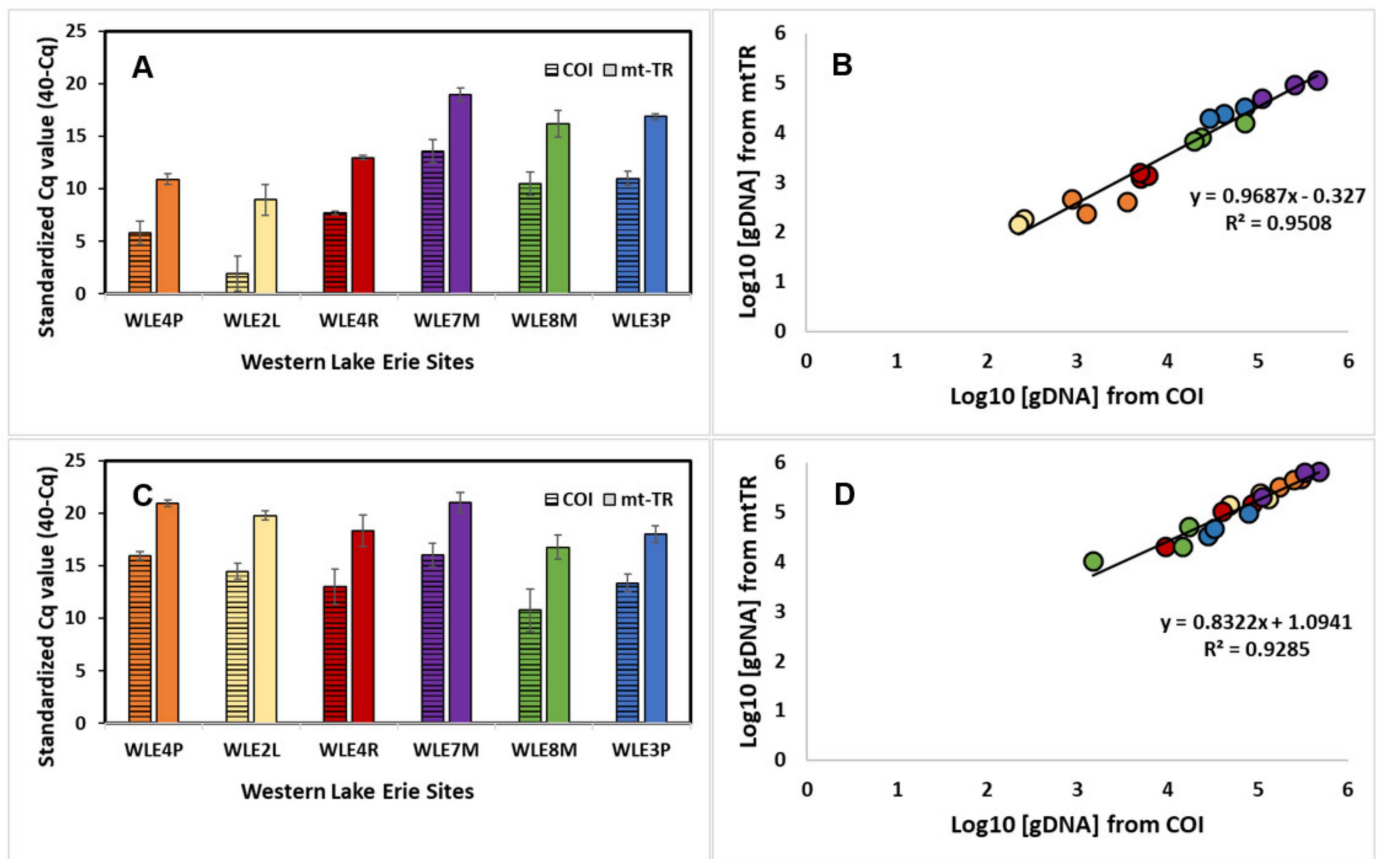 A
Standardized Cq value (40-Cq)
25
20
15
10
5
0
COI mt-TR
WLE4P WLE2L WLE4R WLE7M WLE8M WLE3P
Western Lake Erie Sites
B
Log10 [gDNA] from mtTR
6
5
4
3
2
1
0
y = 0.9687x - 0.327
R² = 0.9508
0 1 2 3 4 5 6
Log10 [gDNA] from COI
C
Standardized Cq value (40-Cq)
25
20
15
10
5
0
COI mt-TR
WLE4P WLE2L WLE4R WLE7M WLE8M WLE3P
Western Lake Erie Sites
D
Log10 [gDNA] from mtTR
6
5
4
3
2
1
0
y = 0.8322x + 1.0941
R² = 0.9285
0 1 2 3 4 5 6
Log10 [gDNA] from COI